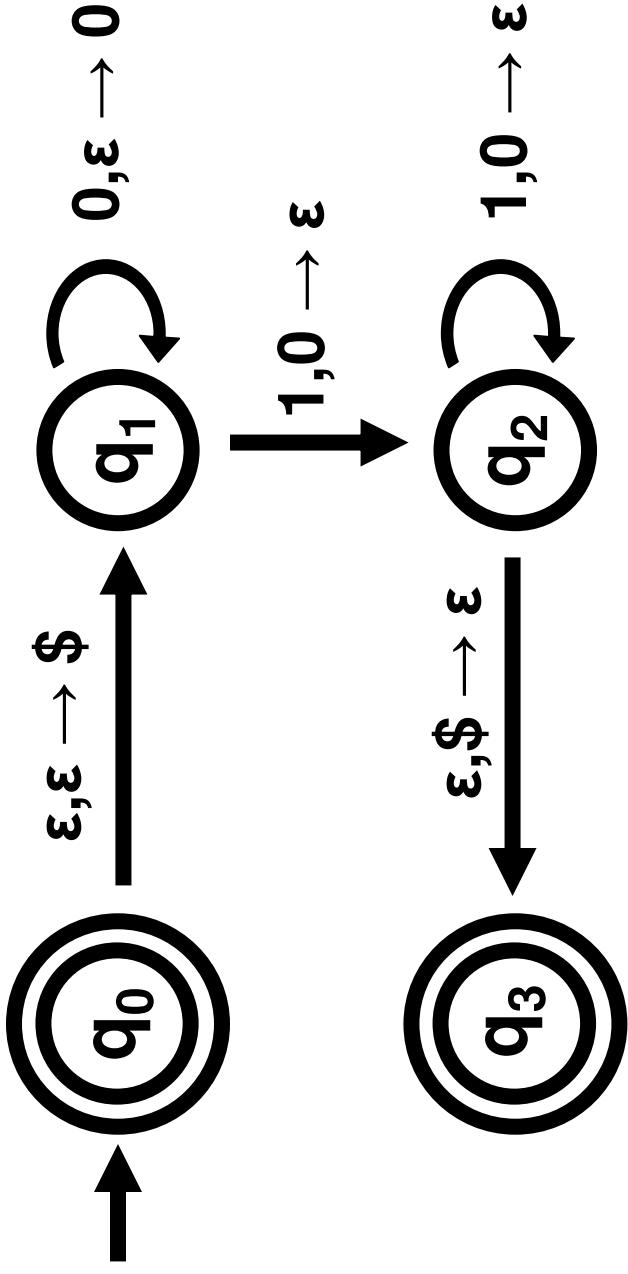 ε,ε → $
0,ε → 0
q0
q1
1,0 → ε
ε,$ → ε
1,0 → ε
q3
q2